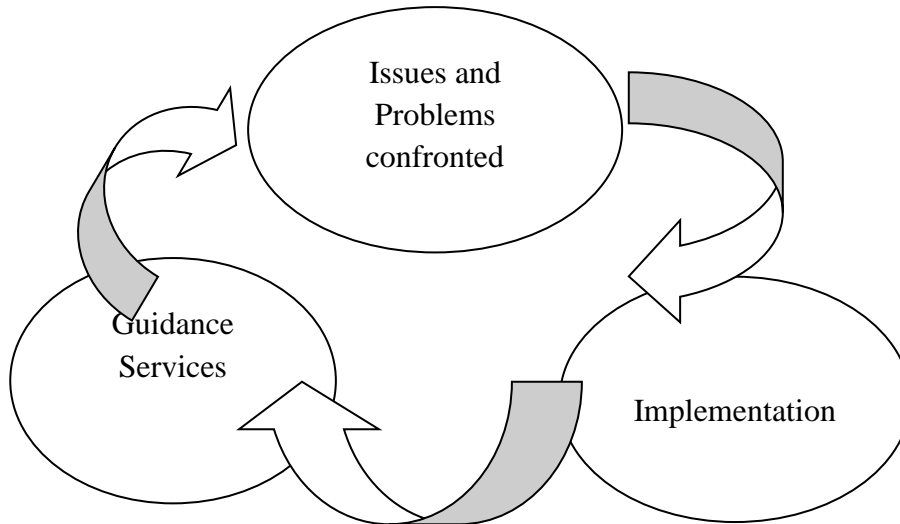 Issues and
Problems
confronted
Guidance
Services
Implementation